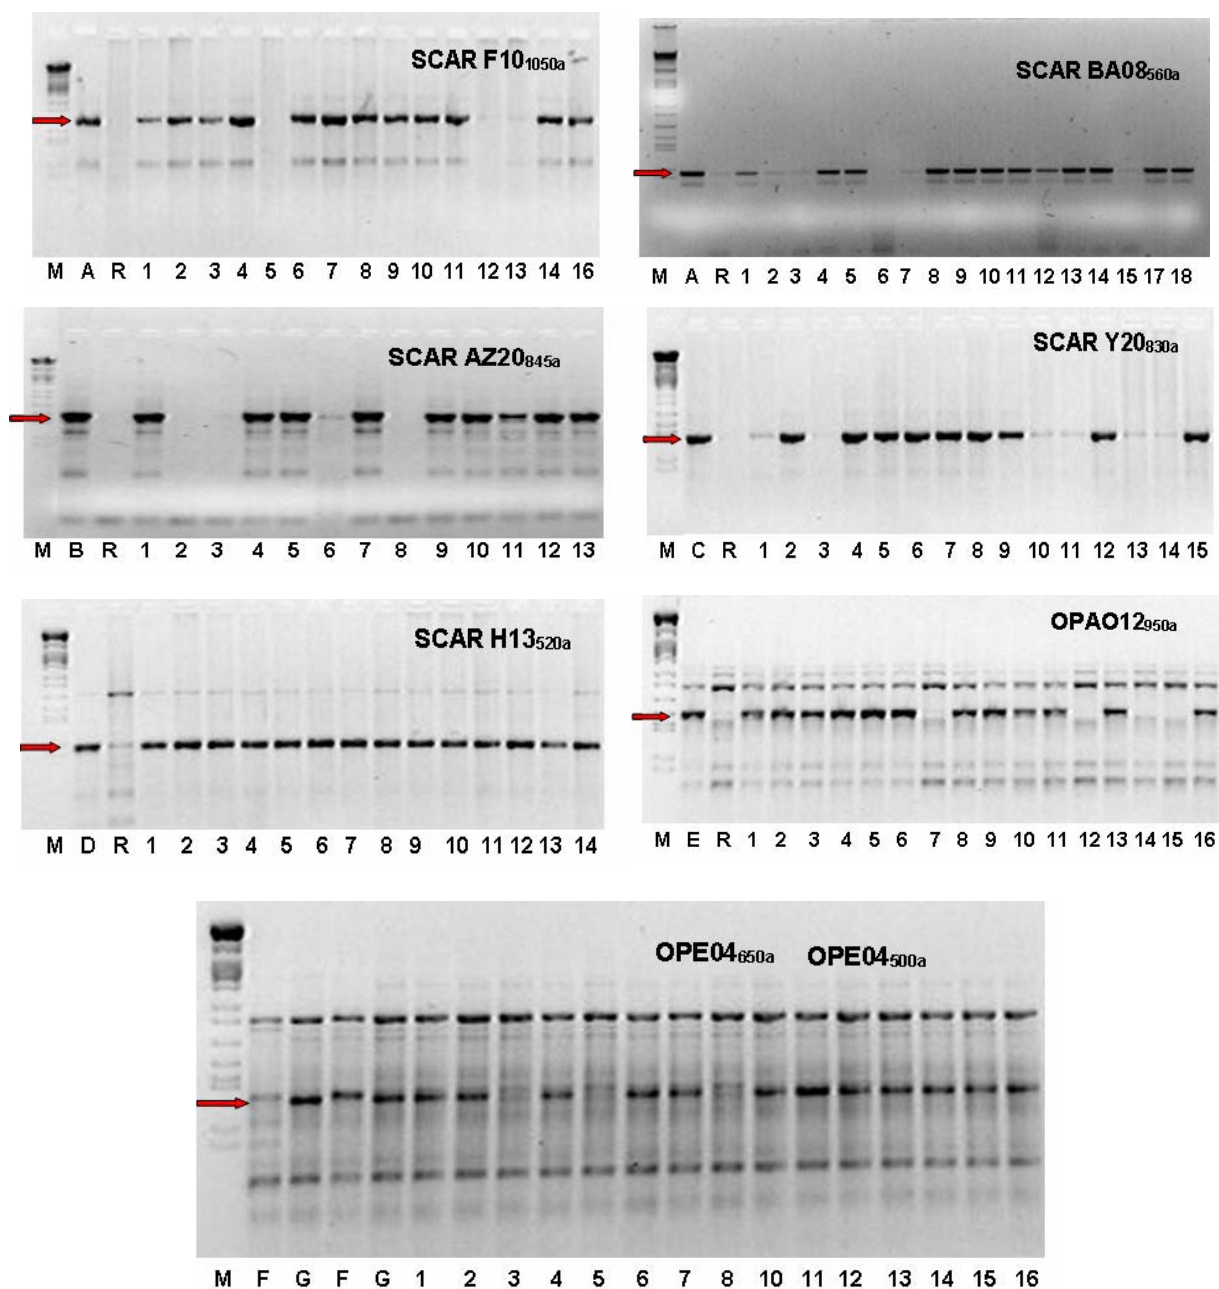 SCAR F10₁₀₅₀ₐ
M A R 1 2 3 4 5 6 7 8 9 10 11 12 13 14 16
SCAR BA08₅₆₀ₐ
M A R 1 2 3 4 5 6 7 8 9 10 11 12 13 14 15 17 18
SCAR AZ20₈₄₅ₐ
M B R 1 2 3 4 5 6 7 8 9 10 11 12 13
SCAR Y20₈₃₀ₐ
M C R 1 2 3 4 5 6 7 8 9 10 11 12 13 14 15
SCAR H13₅₂₀ₐ
M D R 1 2 3 4 5 6 7 8 9 10 11 12 13 14
OPAO12₉₅₀ₐ
M E R 1 2 3 4 5 6 7 8 9 10 11 12 13 14 15 16
OPE04₆₅₀ₐ OPE04₅₀₀ₐ
M F G F G 1 2 3 4 5 6 7 8 10 11 12 13 14 15 16